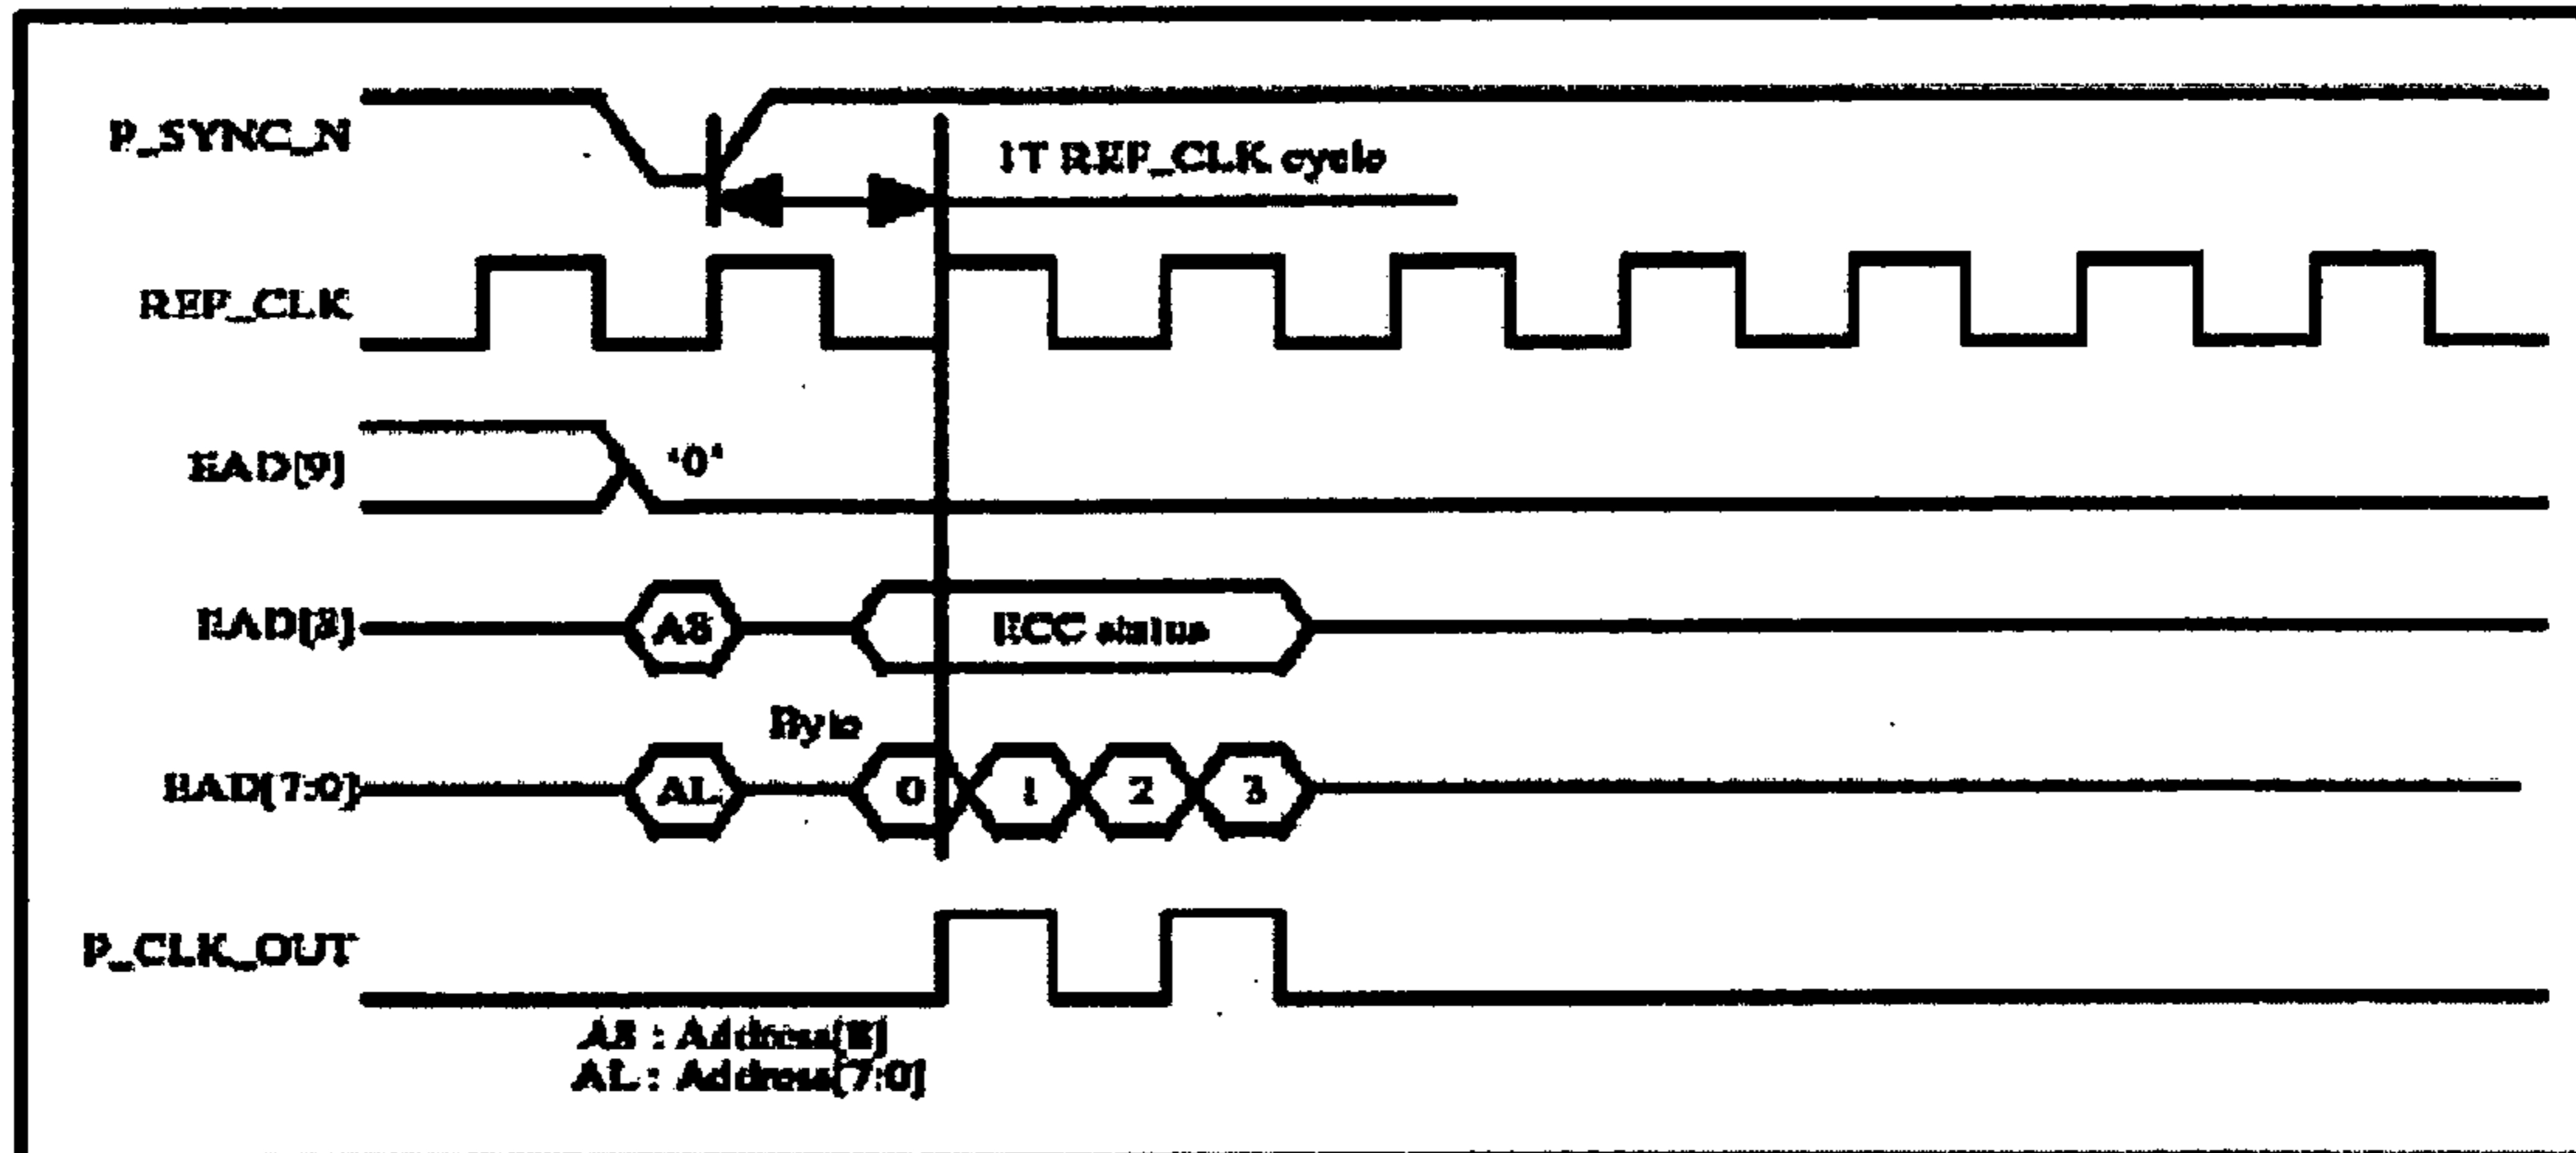 P_SYNC_N
1T REF_CLK cycle
REF_CLK
EAD[9]
'0'
EAD[8]
A8
ECC status
Byte
EAD[7:0]
AL
0
1
2
3
P_CLK_OUT
A8 : Address[8]
AL : Address[7:0]